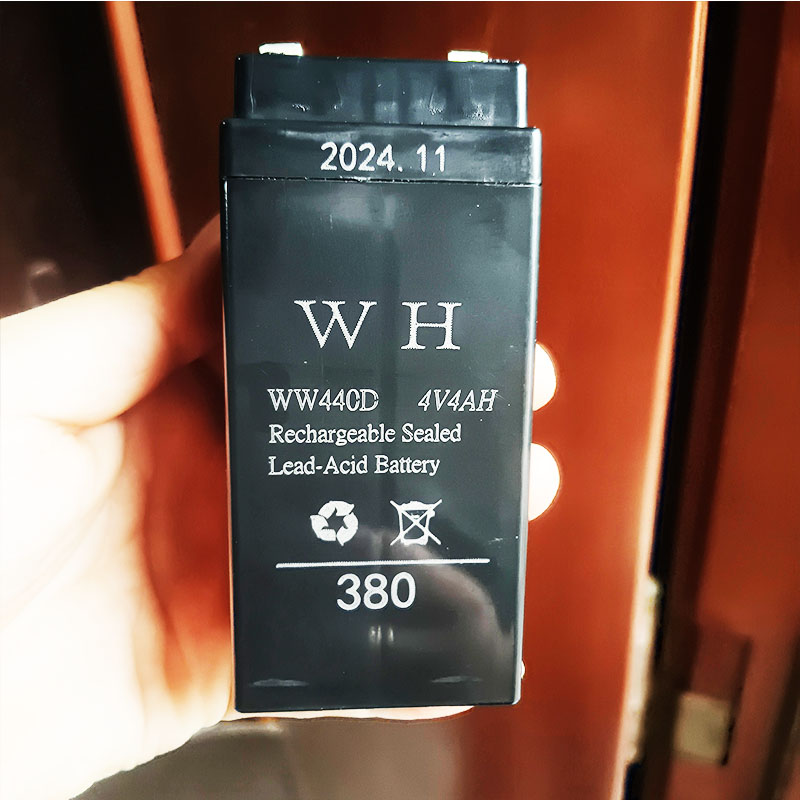 2024.11
W H
WW440D 4V4AH
Rechargeable Sealed
Lead-Acid Battery
380